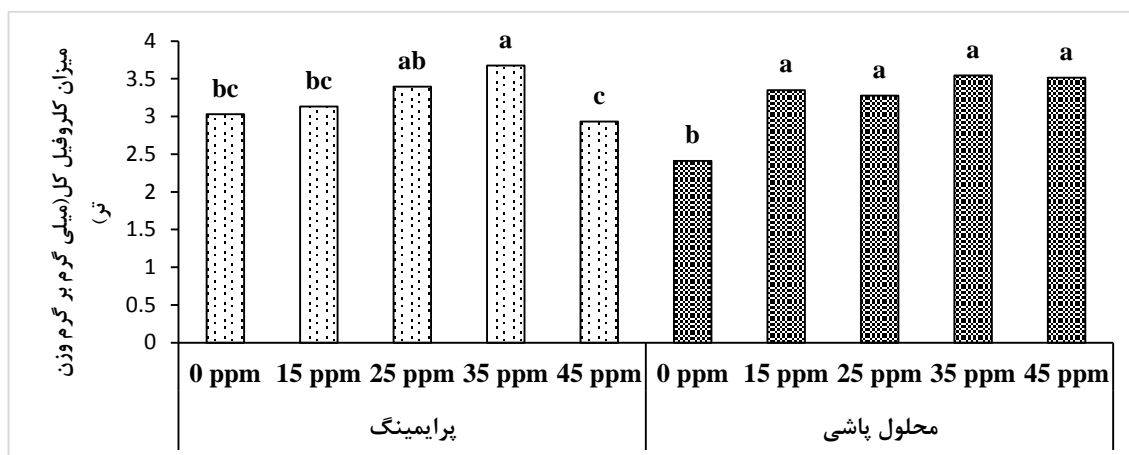 میزان کلروفیل کل(میلی گرم بر گرم وزن
تر)
4
3.5
3
2.5
2
1.5
1
0.5
0
bc
bc
ab
a
c
b
a
a
a
a
0 ppm 15 ppm 25 ppm 35 ppm 45 ppm 0 ppm 15 ppm 25 ppm 35 ppm 45 ppm
پرایمینگ
محلول پاشی